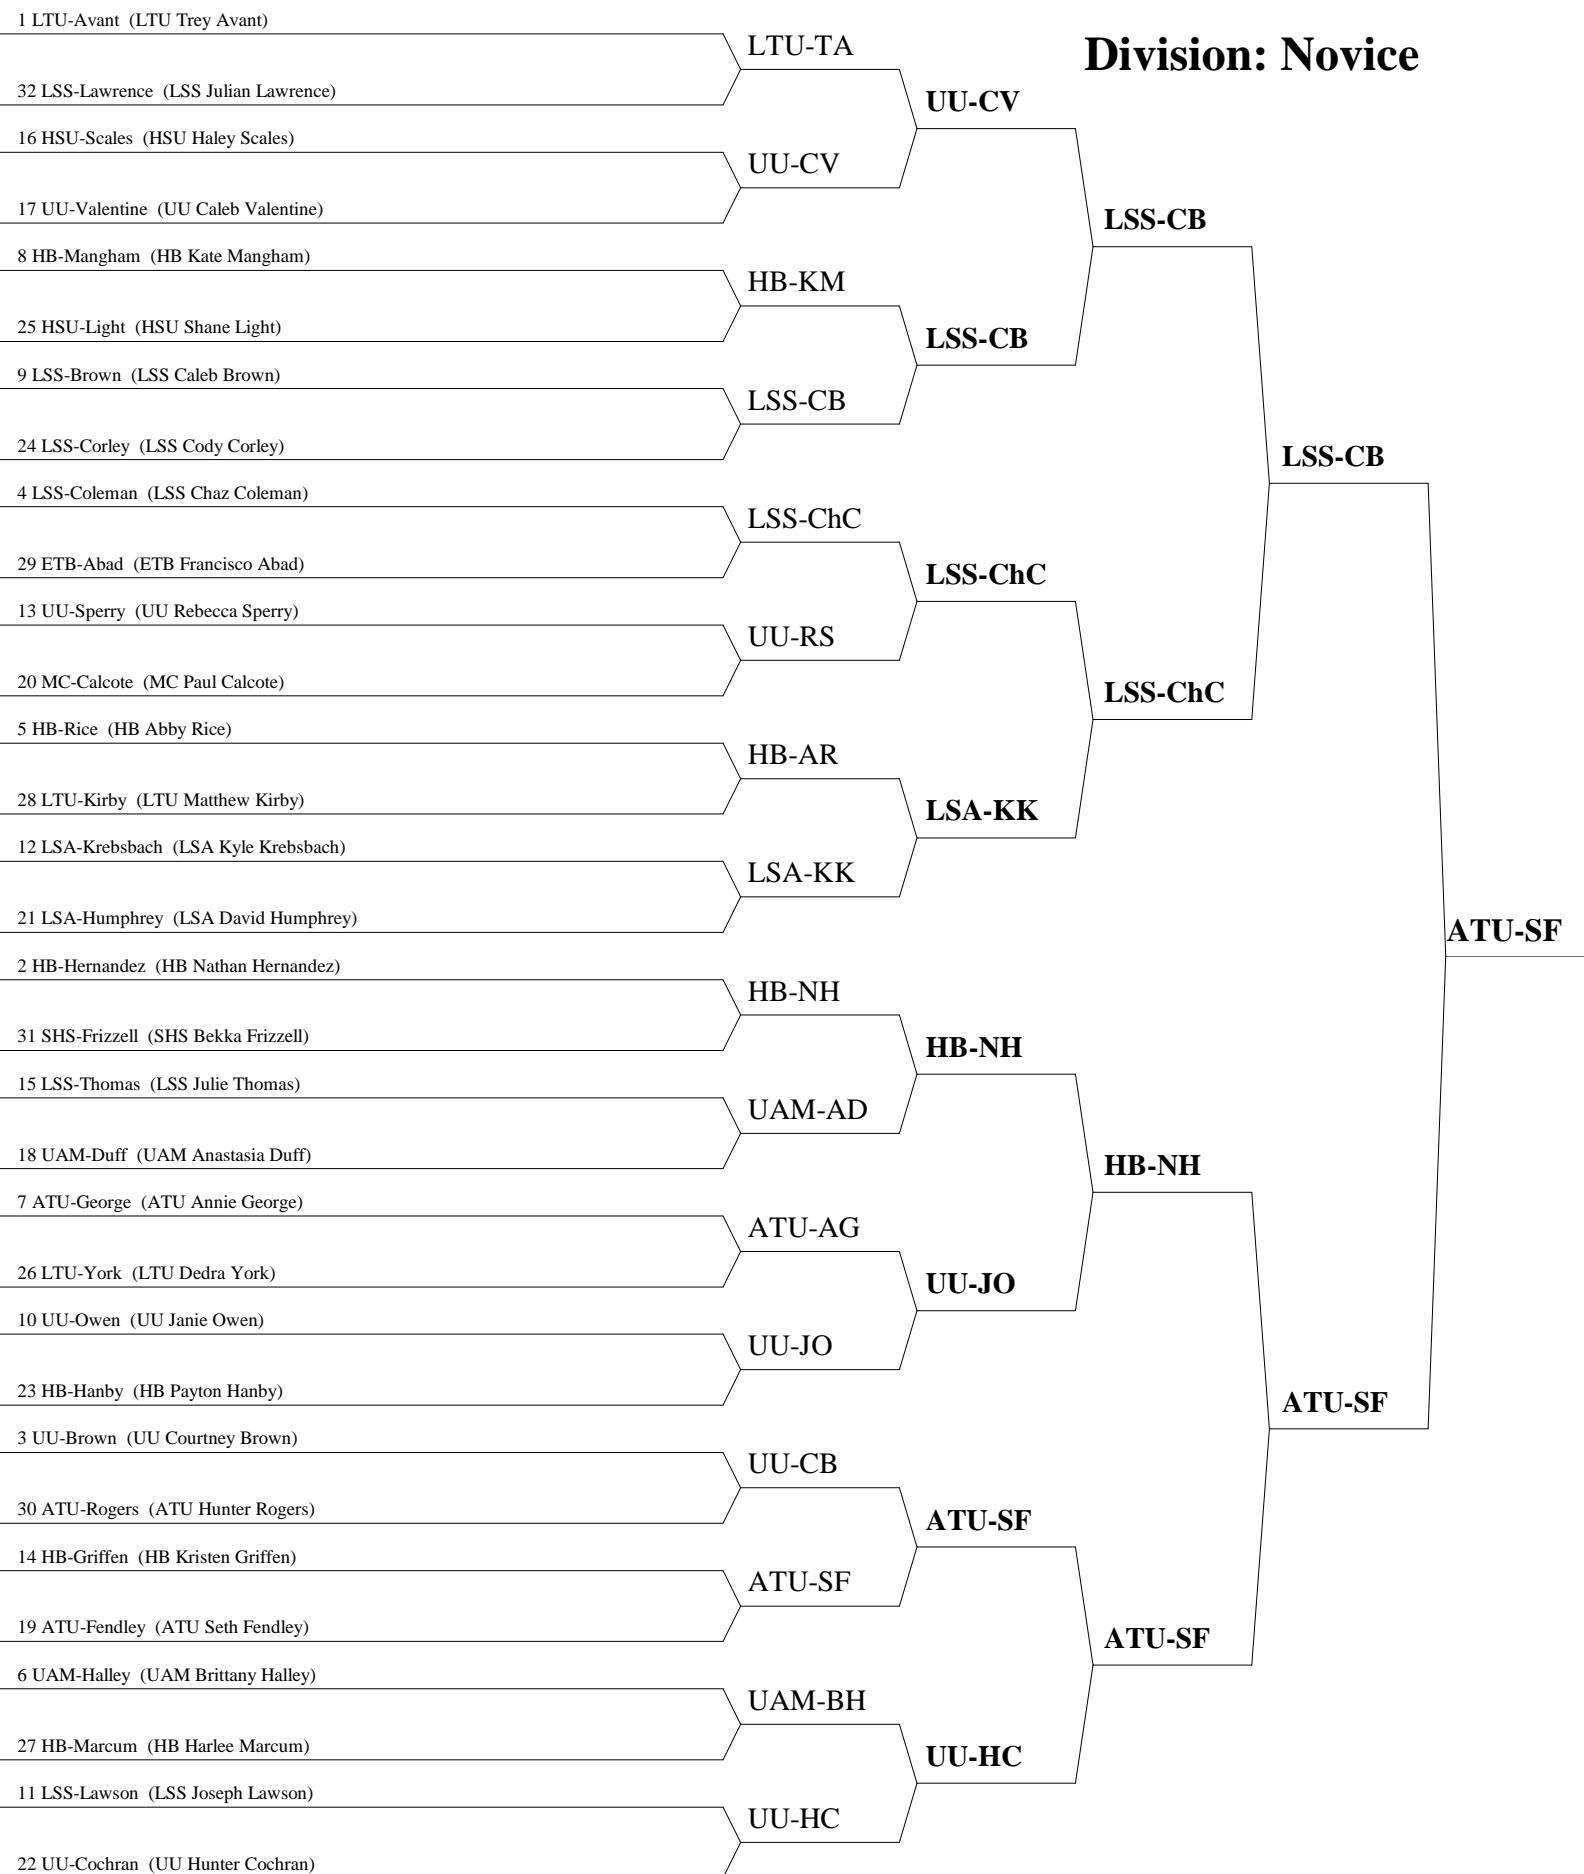 Division: Novice
1 LTU-Avant (LTU Trey Avant)
32 LSS-Lawrence (LSS Julian Lawrence)
16 HSU-Scales (HSU Haley Scales)
17 UU-Valentine (UU Caleb Valentine)
8 HB-Mangham (HB Kate Mangham)
25 HSU-Light (HSU Shane Light)
9 LSS-Brown (LSS Caleb Brown)
24 LSS-Corley (LSS Cody Corley)
4 LSS-Coleman (LSS Chaz Coleman)
29 ETB-Abad (ETB Francisco Abad)
13 UU-Sperry (UU Rebecca Sperry)
20 MC-Calcote (MC Paul Calcote)
5 HB-Rice (HB Abby Rice)
28 LTU-Kirby (LTU Matthew Kirby)
12 LSA-Krebsbach (LSA Kyle Krebsbach)
21 LSA-Humphrey (LSA David Humphrey)
2 HB-Hernandez (HB Nathan Hernandez)
31 SHS-Frizzell (SHS Bekka Frizzell)
15 LSS-Thomas (LSS Julie Thomas)
18 UAM-Duff (UAM Anastasia Duff)
7 ATU-George (ATU Annie George)
26 LTU-York (LTU Dedra York)
10 UU-Owen (UU Janie Owen)
23 HB-Hanby (HB Payton Hanby)
3 UU-Brown (UU Courtney Brown)
30 ATU-Rogers (ATU Hunter Rogers)
14 HB-Griffen (HB Kristen Griffen)
19 ATU-Fendley (ATU Seth Fendley)
6 UAM-Halley (UAM Brittany Halley)
27 HB-Marcum (HB Harlee Marcum)
11 LSS-Lawson (LSS Joseph Lawson)
22 UU-Cochran (UU Hunter Cochran)
LTU-TA
UU-CV
HB-KM
LSS-CB
LSS-ChC
UU-RS
HB-AR
LSA-KK
HB-NH
UAM-AD
ATU-AG
UU-JO
UU-CB
ATU-SF
UAM-BH
UU-HC
UU-CV
LSS-CB
LSS-ChC
LSA-KK
HB-NH
UU-JO
ATU-SF
UU-HC
LSS-CB
LSS-ChC
HB-NH
ATU-SF
LSS-CB
ATU-SF
ATU-SF